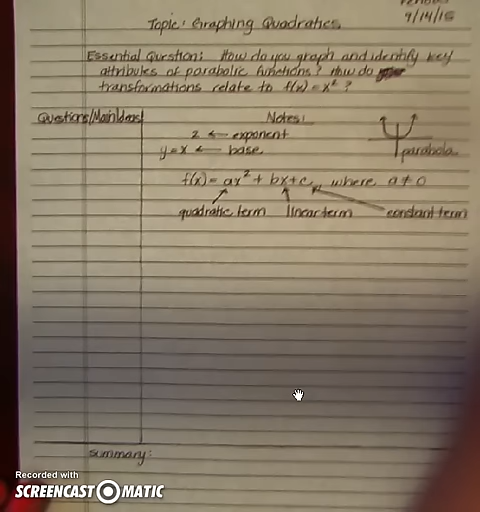 9/14/15
Topic: Graphing Quadratics
Essential Question: How do you graph and identify key
attributes of parabolic functions? How do
transformations relate to f(x) = x² ?
Questions/Main Ideas
Notes:
2 ← exponent
y = x ← base
parabola
f(x) = ax² + bx + c, where a ≠ 0
quadratic term linear term constant term
Summary:
Recorded with
SCREENCAST-O-MATIC